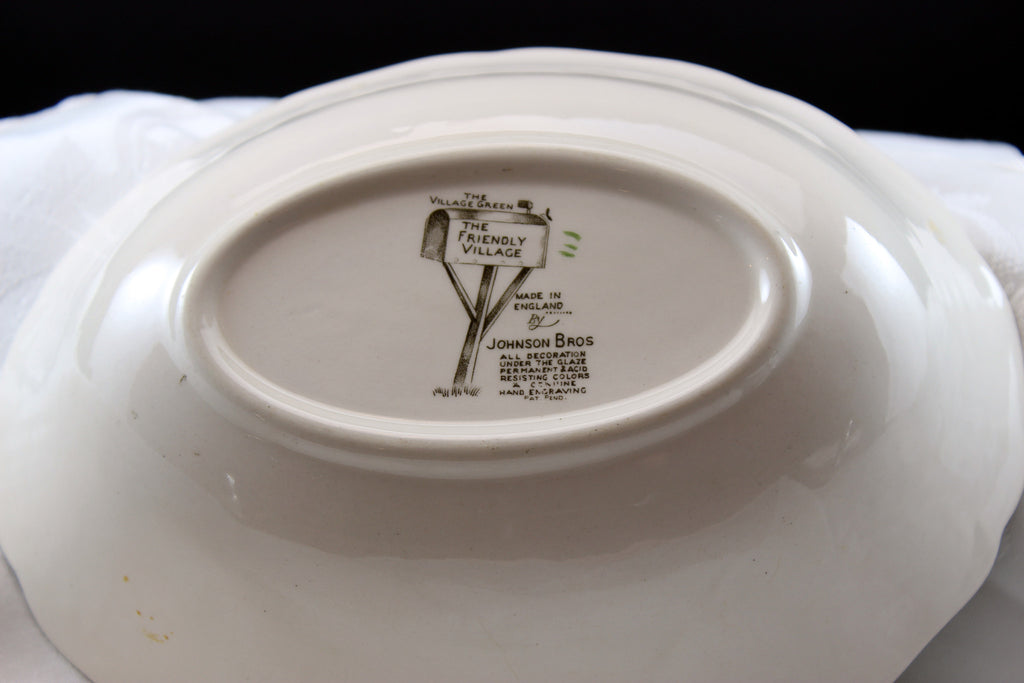 THE
VILLAGE GREEN
THE
FRIENDLY
VILLAGE
MADE IN
ENGLAND
By
JOHNSON BROS
ALL DECORATION
UNDER THE GLAZE
PERMANENT & ACID
RESISTING COLORS
A GENUINE
HAND ENGRAVING
PAT. PEND.